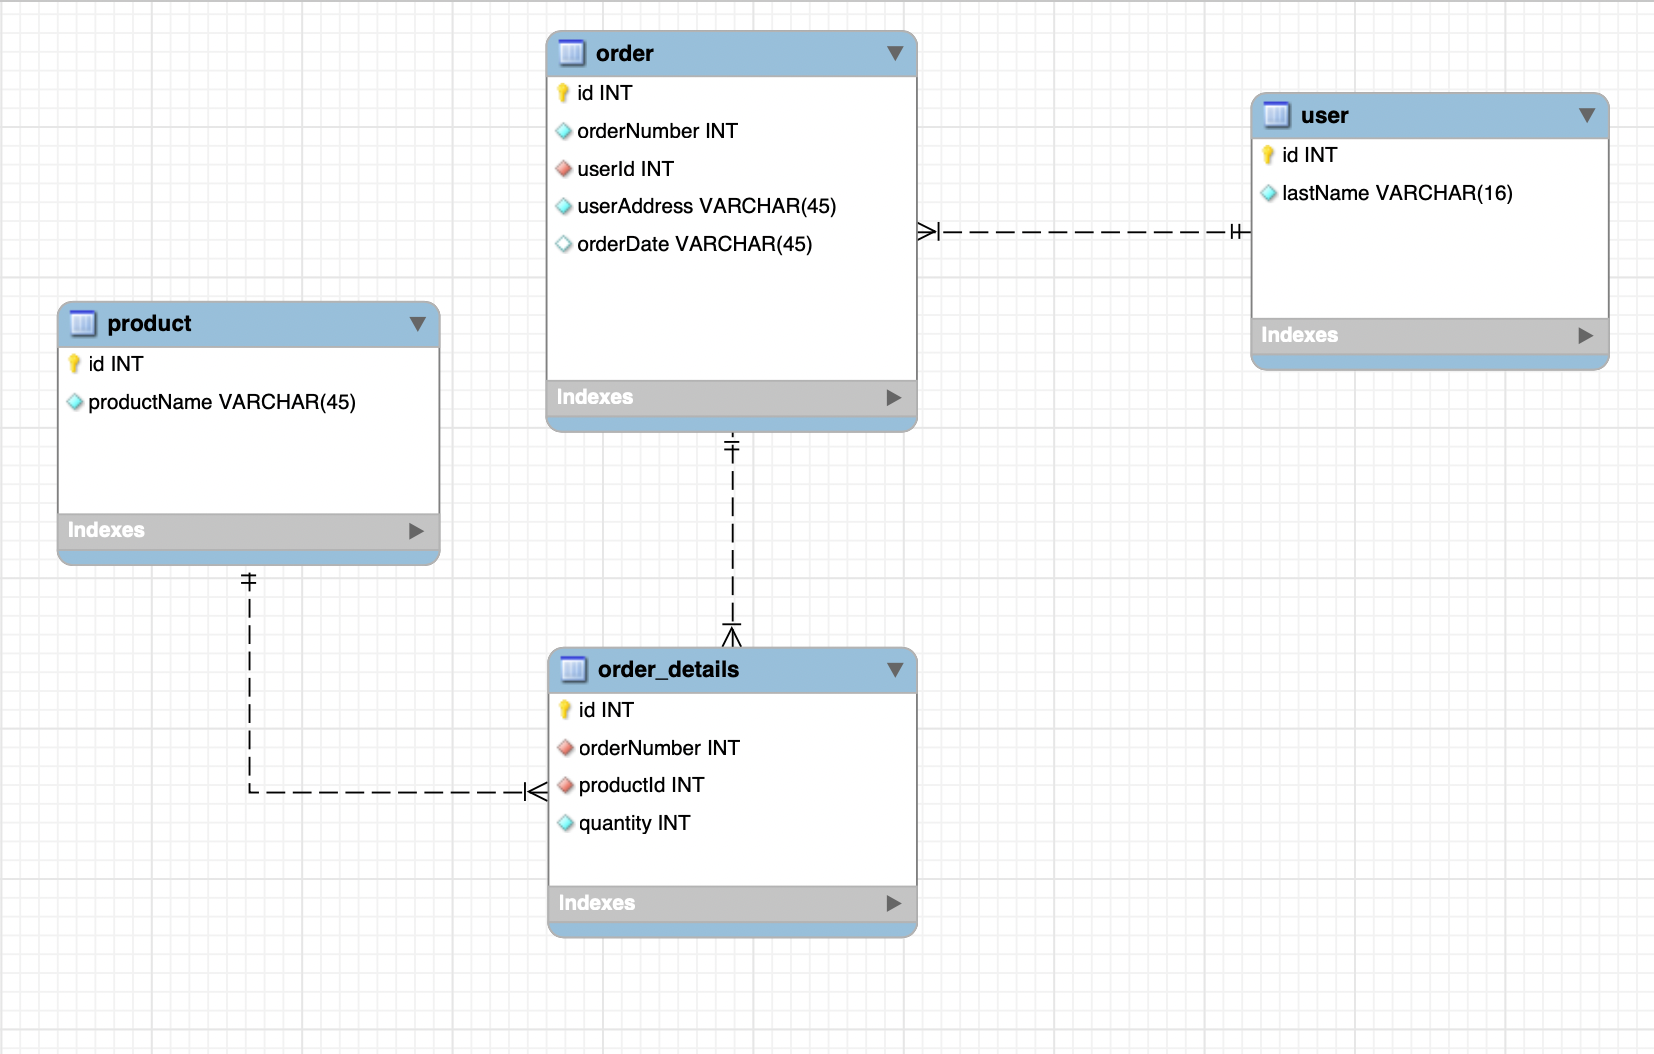 order
id INT
orderNumber INT
userId INT
userAddress VARCHAR(45)
orderDate VARCHAR(45)
Indexes
user
id INT
lastName VARCHAR(16)
Indexes
product
id INT
productName VARCHAR(45)
Indexes
order_details
id INT
orderNumber INT
productId INT
quantity INT
Indexes